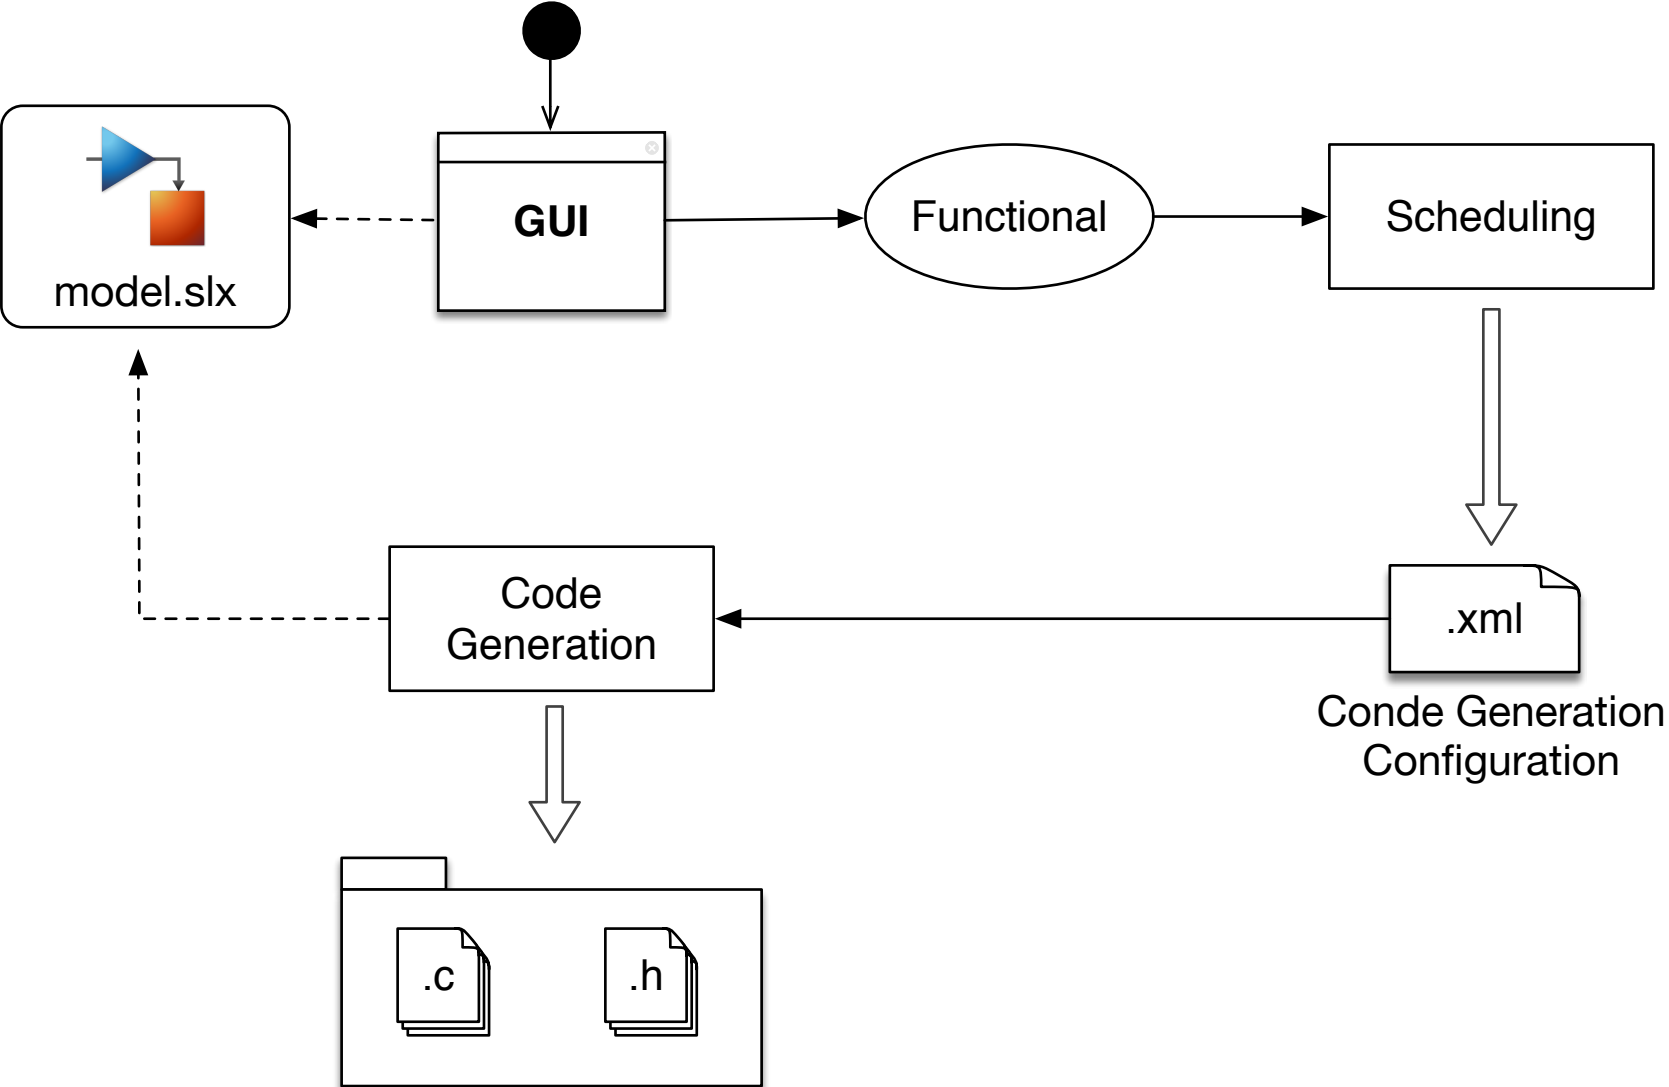 model.slx
GUI
Functional
Scheduling
Code
Generation
.xml
Conde Generation
Configuration
.c
.h